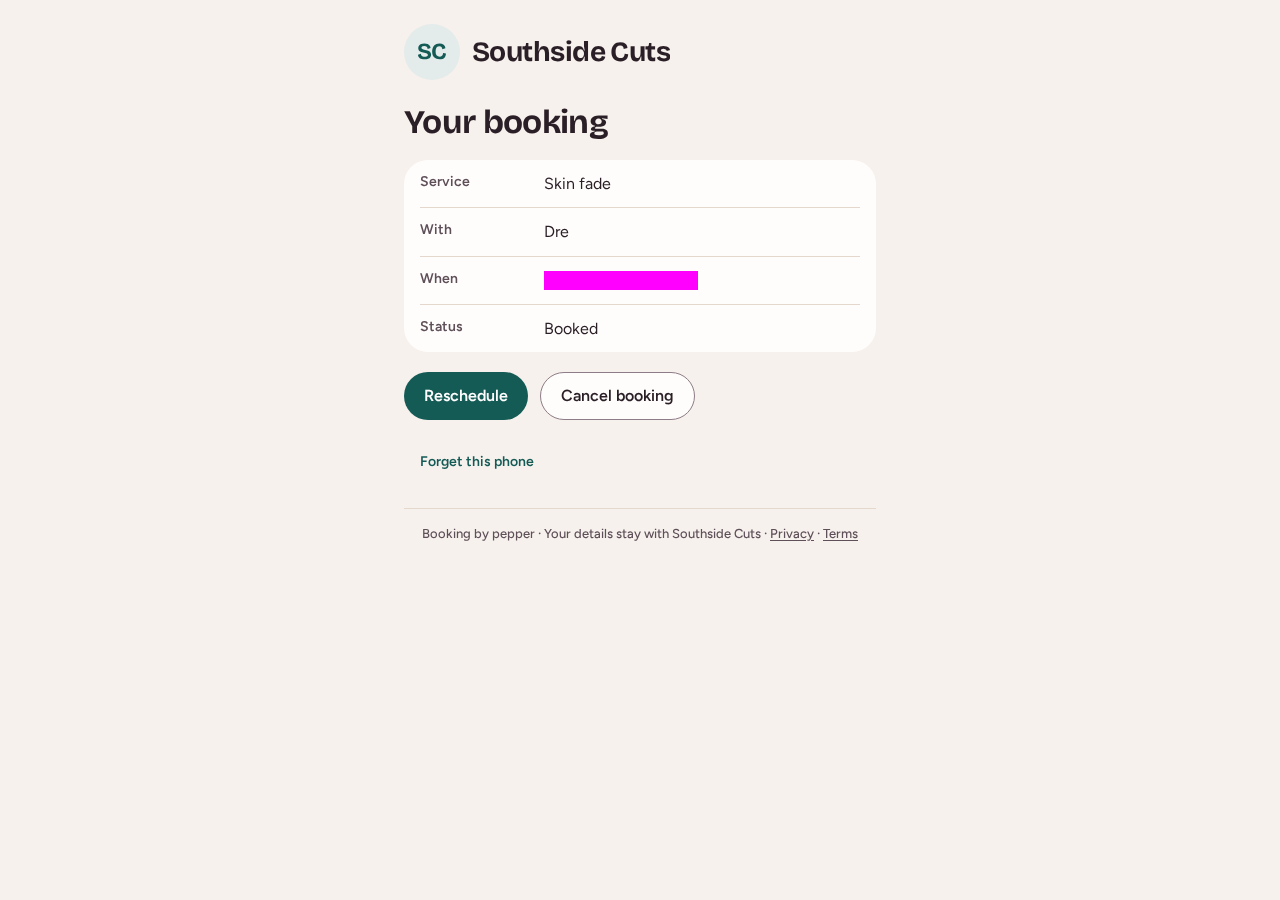 SC Southside Cuts
Your booking
Service Skin fade
With Dre
When
Status Booked
Reschedule Cancel booking
Forget this phone
Booking by pepper · Your details stay with Southside Cuts · Privacy · Terms